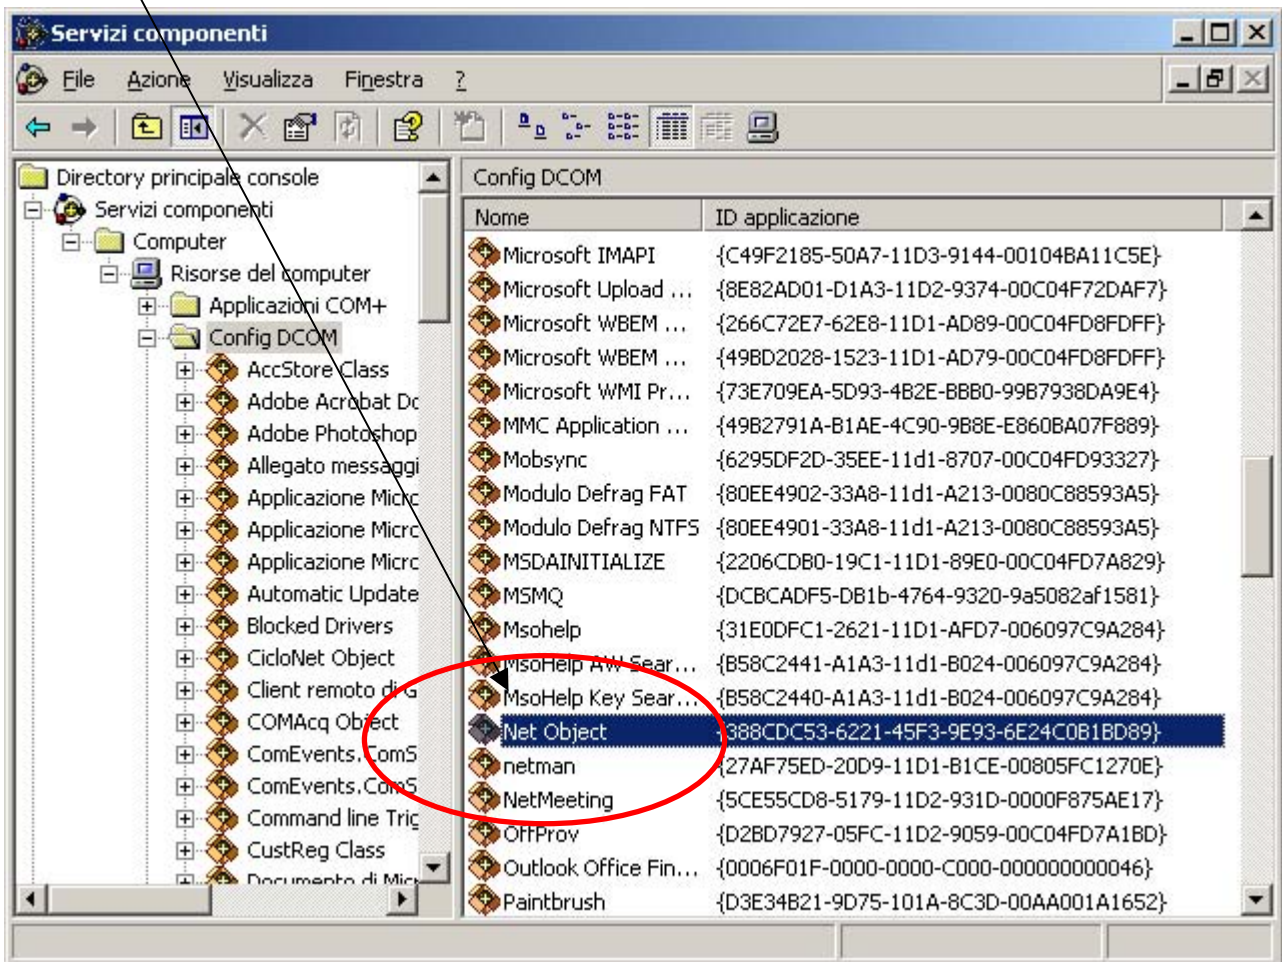 Servizi componenti
File Azione Visualizza Finestra ?
Directory principale console
Servizi componenti
Computer
Risorse del computer
Applicazioni COM+
Config DCOM
AccStore Class
Adobe Acrobat Dc
Adobe Photoshop
Allegato messaggi
Applicazione Micrc
Applicazione Micrc
Applicazione Micrc
Automatic Update
Blocked Drivers
CicloNet Object
Client remoto di G
COMAcq Object
ComEvents.ComS
ComEvents.ComS
Command line Trig
CustReg Class
Documento di Micr
Config DCOM
Nome ID applicazione
Microsoft IMAPI {C49F2185-50A7-11D3-9144-00104BA11C5E}
Microsoft Upload ... {8E82AD01-D1A3-11D2-9374-00C04F72DAF7}
Microsoft WBEM ... {266C72E7-62E8-11D1-AD89-00C04FD8FDFF}
Microsoft WBEM ... {49BD2028-1523-11D1-AD79-00C04FD8FDFF}
Microsoft WMI Pr... {73E709EA-5D93-4B2E-BBB0-99B7938DA9E4}
MMC Application ... {49B2791A-B1AE-4C90-9B8E-E860BA07F889}
Mobsync {6295DF2D-35EE-11d1-8707-00C04FD93327}
Modulo Defrag FAT {80EE4902-33A8-11d1-A213-0080C88593A5}
Modulo Defrag NTFS {80EE4901-33A8-11d1-A213-0080C88593A5}
MSDAINITIALIZE {2206CDB0-19C1-11D1-89E0-00C04FD7A829}
MSMQ {DCBCADF5-DB1b-4764-9320-9a5082af1581}
Msohelp {31E0DFC1-2621-11D1-AFD7-006097C9A284}
MsoHelp AW Sear... {B58C2441-A1A3-11d1-B024-006097C9A284}
MsoHelp Key Sear... {B58C2440-A1A3-11d1-B024-006097C9A284}
Net Object {388CDC53-6221-45F3-9E93-6E24C0B1BD89}
netman {27AF75ED-20D9-11D1-B1CE-00805FC1270E}
NetMeeting {5CE55CD8-5179-11D2-931D-0000F875AE17}
OffProv {D2BD7927-05FC-11D2-9059-00C04FD7A1BD}
Outlook Office Fin... {0006F01F-0000-0000-C000-000000000046}
Paintbrush {D3E34B21-9D75-101A-8C3D-00AA001A1652}